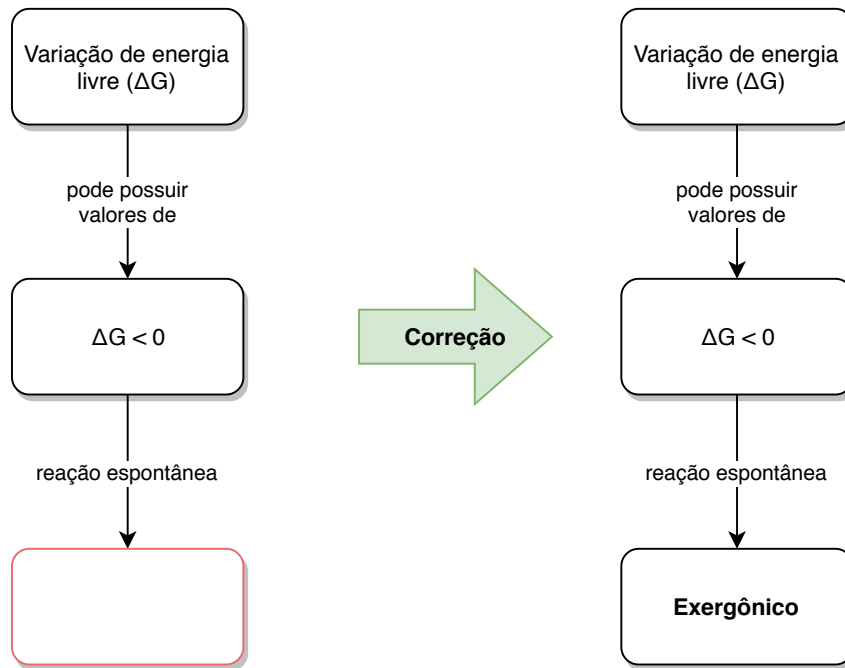 Variação de energia
livre (ΔG)
pode possuir
valores de
ΔG < 0
reação espontânea
Correção
Variação de energia
livre (ΔG)
pode possuir
valores de
ΔG < 0
reação espontânea
Exergônico